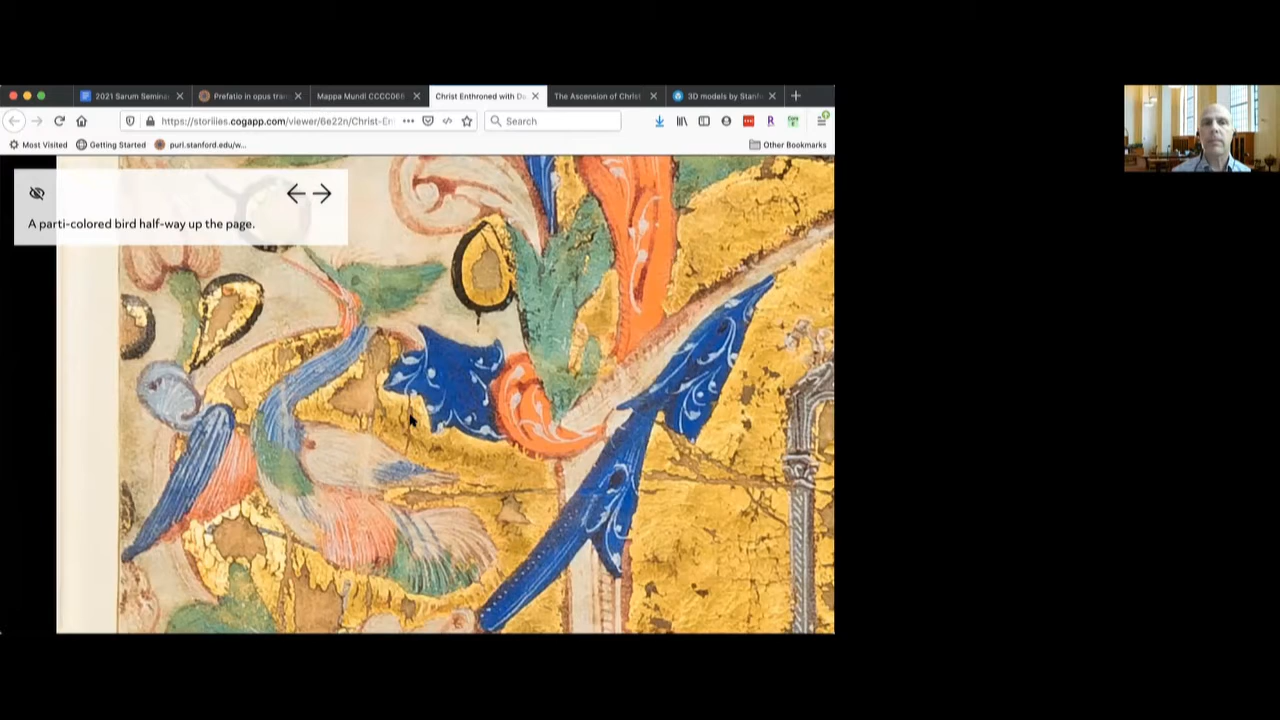 2021 Sarum Semina
Prefatio in opus tran
Mappa Mundi CCCC066
Christ Enthroned with Do
The Ascension of Christ
3D models by Stanf
https://storiiies.cogapp.com/viewer/6e22n/Christ-En
Search
Most Visited
Getting Started
purl.stanford.edu/w...
Other Bookmarks
A parti-colored bird half-way up the page.